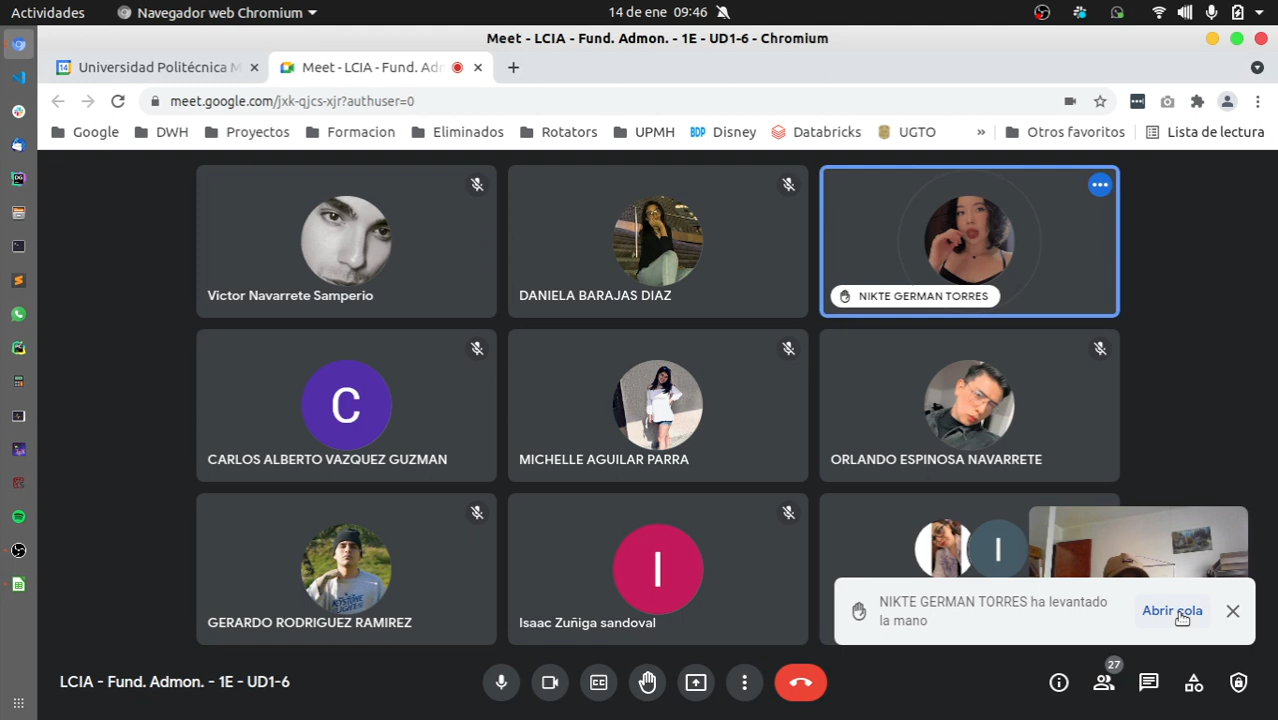 Actividades
Navegador web Chromium
14 de ene 09:46
Meet - LCIA - Fund. Admon. - 1E - UD1-6 - Chromium
14
Universidad Politécnica M
Meet - LCIA - Fund. Adm
meet.google.com/jxk-qjcs-xjr?authuser=0
Google
DWH
Proyectos
Formacion
Eliminados
Rotators
UPMH
BDP Disney
Databricks
UGTO
»
Otros favoritos
Lista de lectura
Victor Navarrete Samperio
DANIELA BARAJAS DIAZ
NIKTE GERMAN TORRES
C
CARLOS ALBERTO VAZQUEZ GUZMAN
MICHELLE AGUILAR PARRA
ORLANDO ESPINOSA NAVARRETE
GERARDO RODRIGUEZ RAMIREZ
I
Isaac Zuñiga sandoval
I
NIKTE GERMAN TORRES ha levantado
la mano
Abrir cola
LCIA - Fund. Admon. - 1E - UD1-6
CC
27